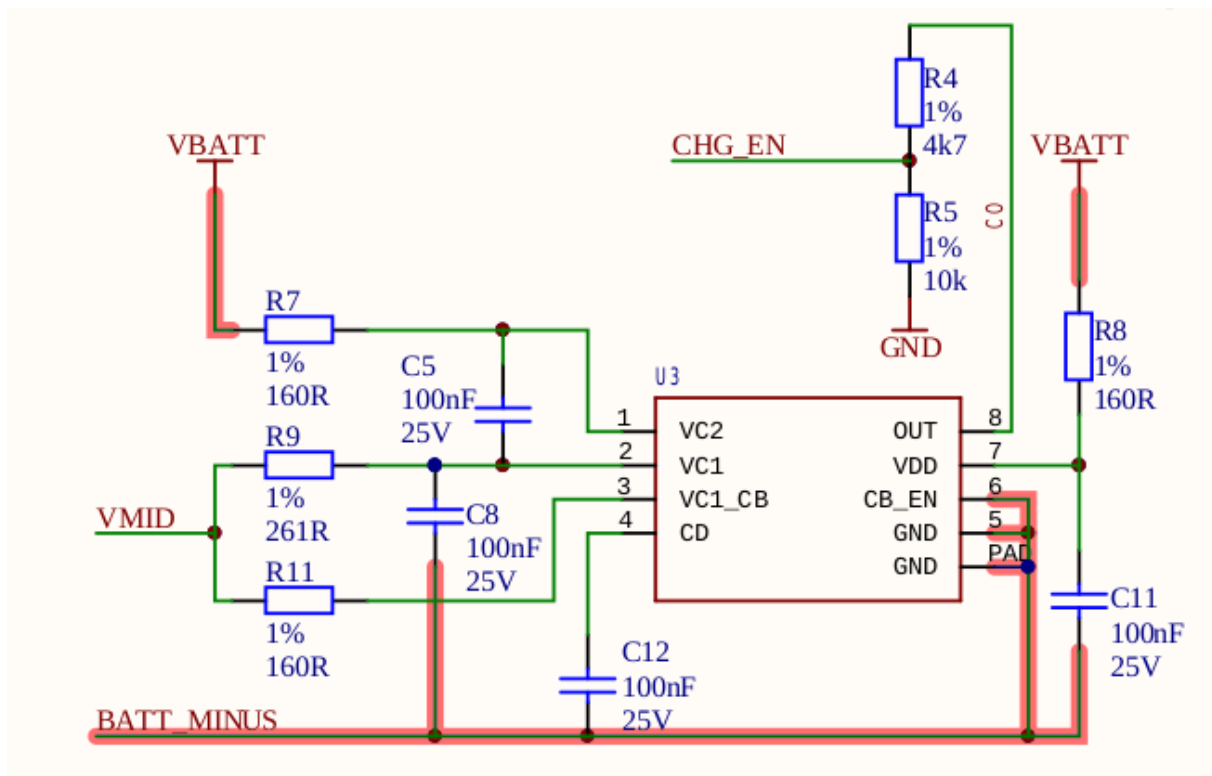 VBATT
CHG_EN
R4
1%
4k7
VBATT
R5
1%
10k
CO
GND
R7
1%
160R
C5
100nF
25V
R8
1%
160R
U3
1
VC2
OUT
8
2
VC1
VDD
7
3
VC1_CB
CB_EN
6
4
CD
GND
5
GND
PAD
R9
1%
261R
VMID
C8
100nF
25V
R11
1%
160R
C11
100nF
25V
C12
100nF
25V
BATT_MINUS